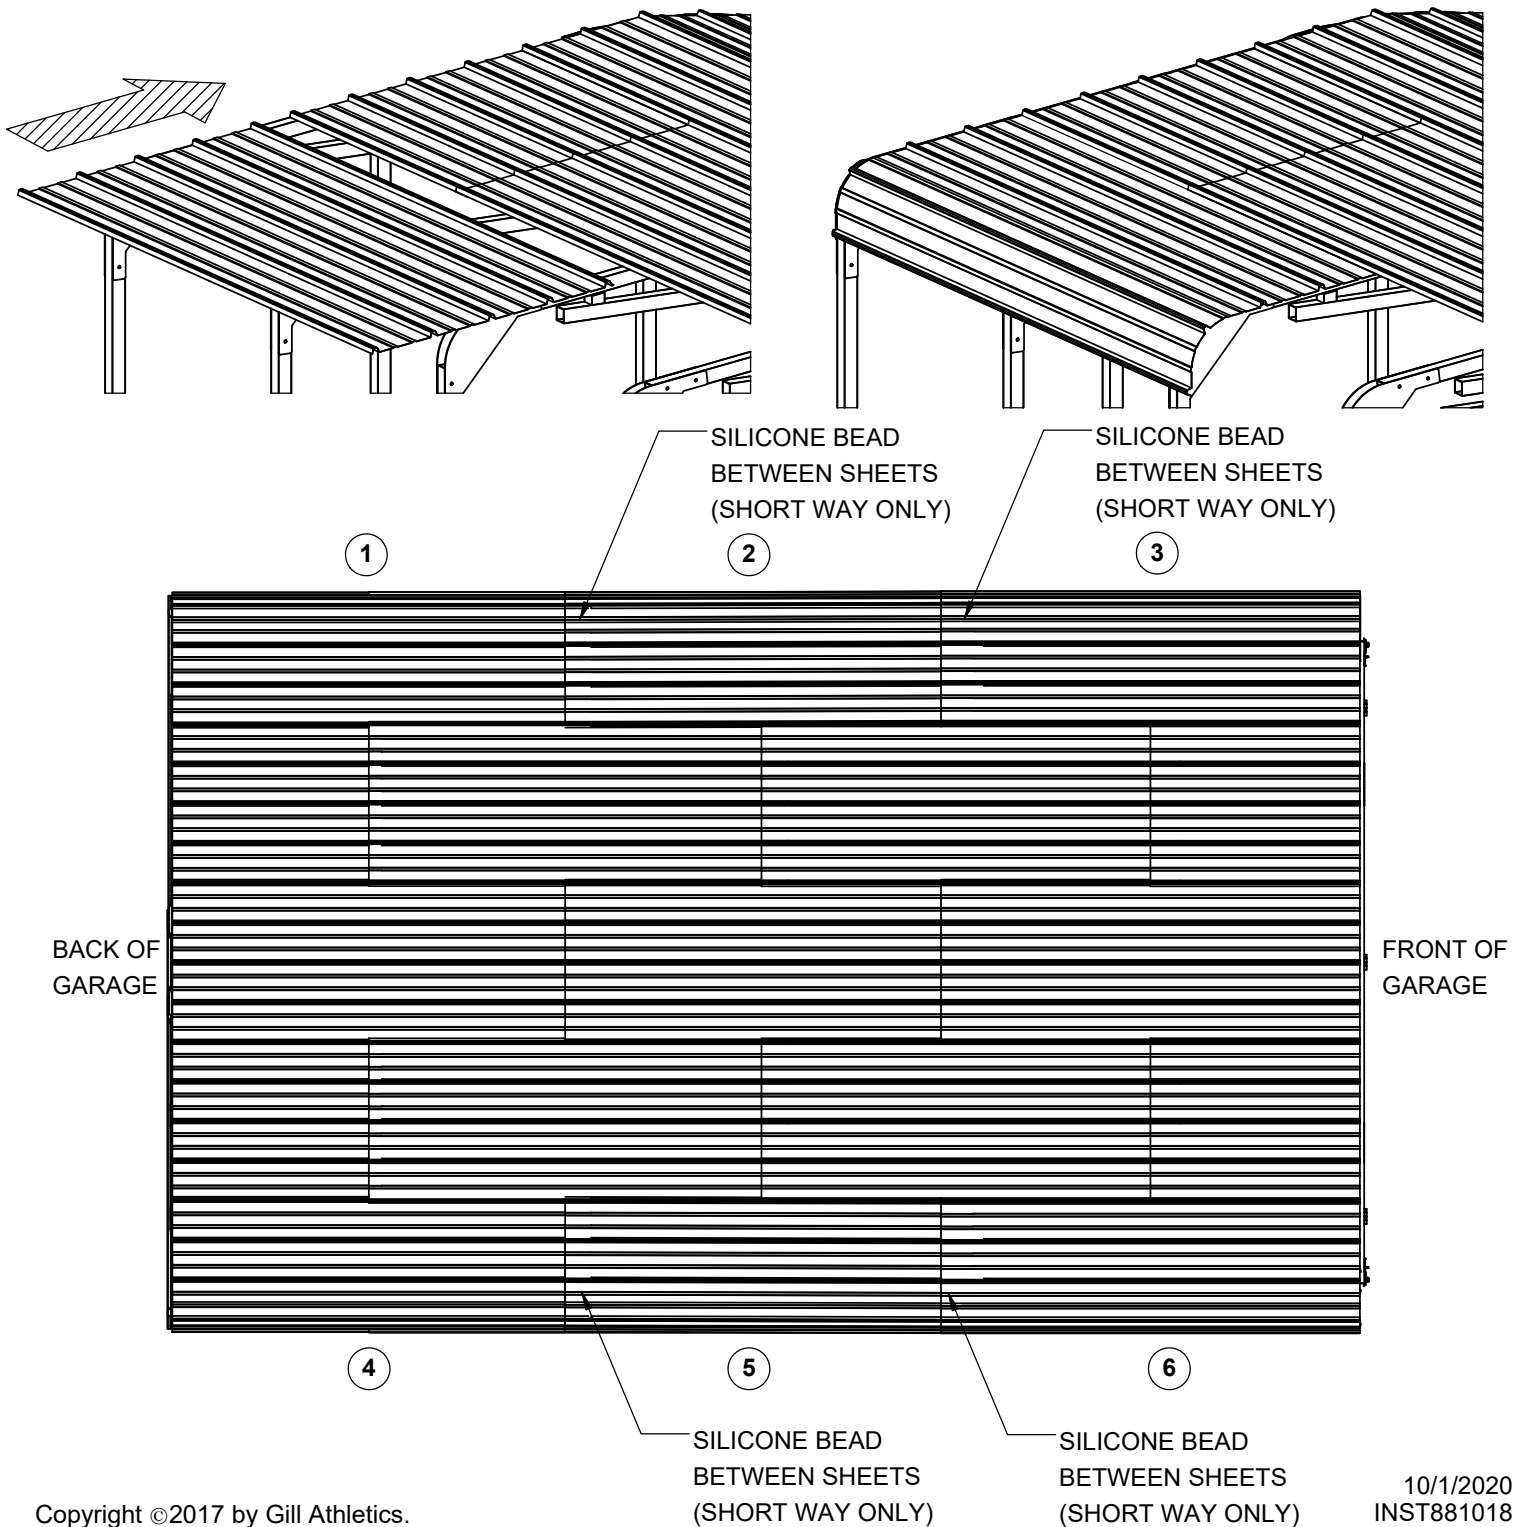 SILICONE BEAD
BETWEEN SHEETS
(SHORT WAY ONLY)
SILICONE BEAD
BETWEEN SHEETS
(SHORT WAY ONLY)
1
2
3
BACK OF
GARAGE
FRONT OF
GARAGE
4
5
6
SILICONE BEAD
BETWEEN SHEETS
(SHORT WAY ONLY)
SILICONE BEAD
BETWEEN SHEETS
(SHORT WAY ONLY)
Copyright ©2017 by Gill Athletics.
10/1/2020
INST881018